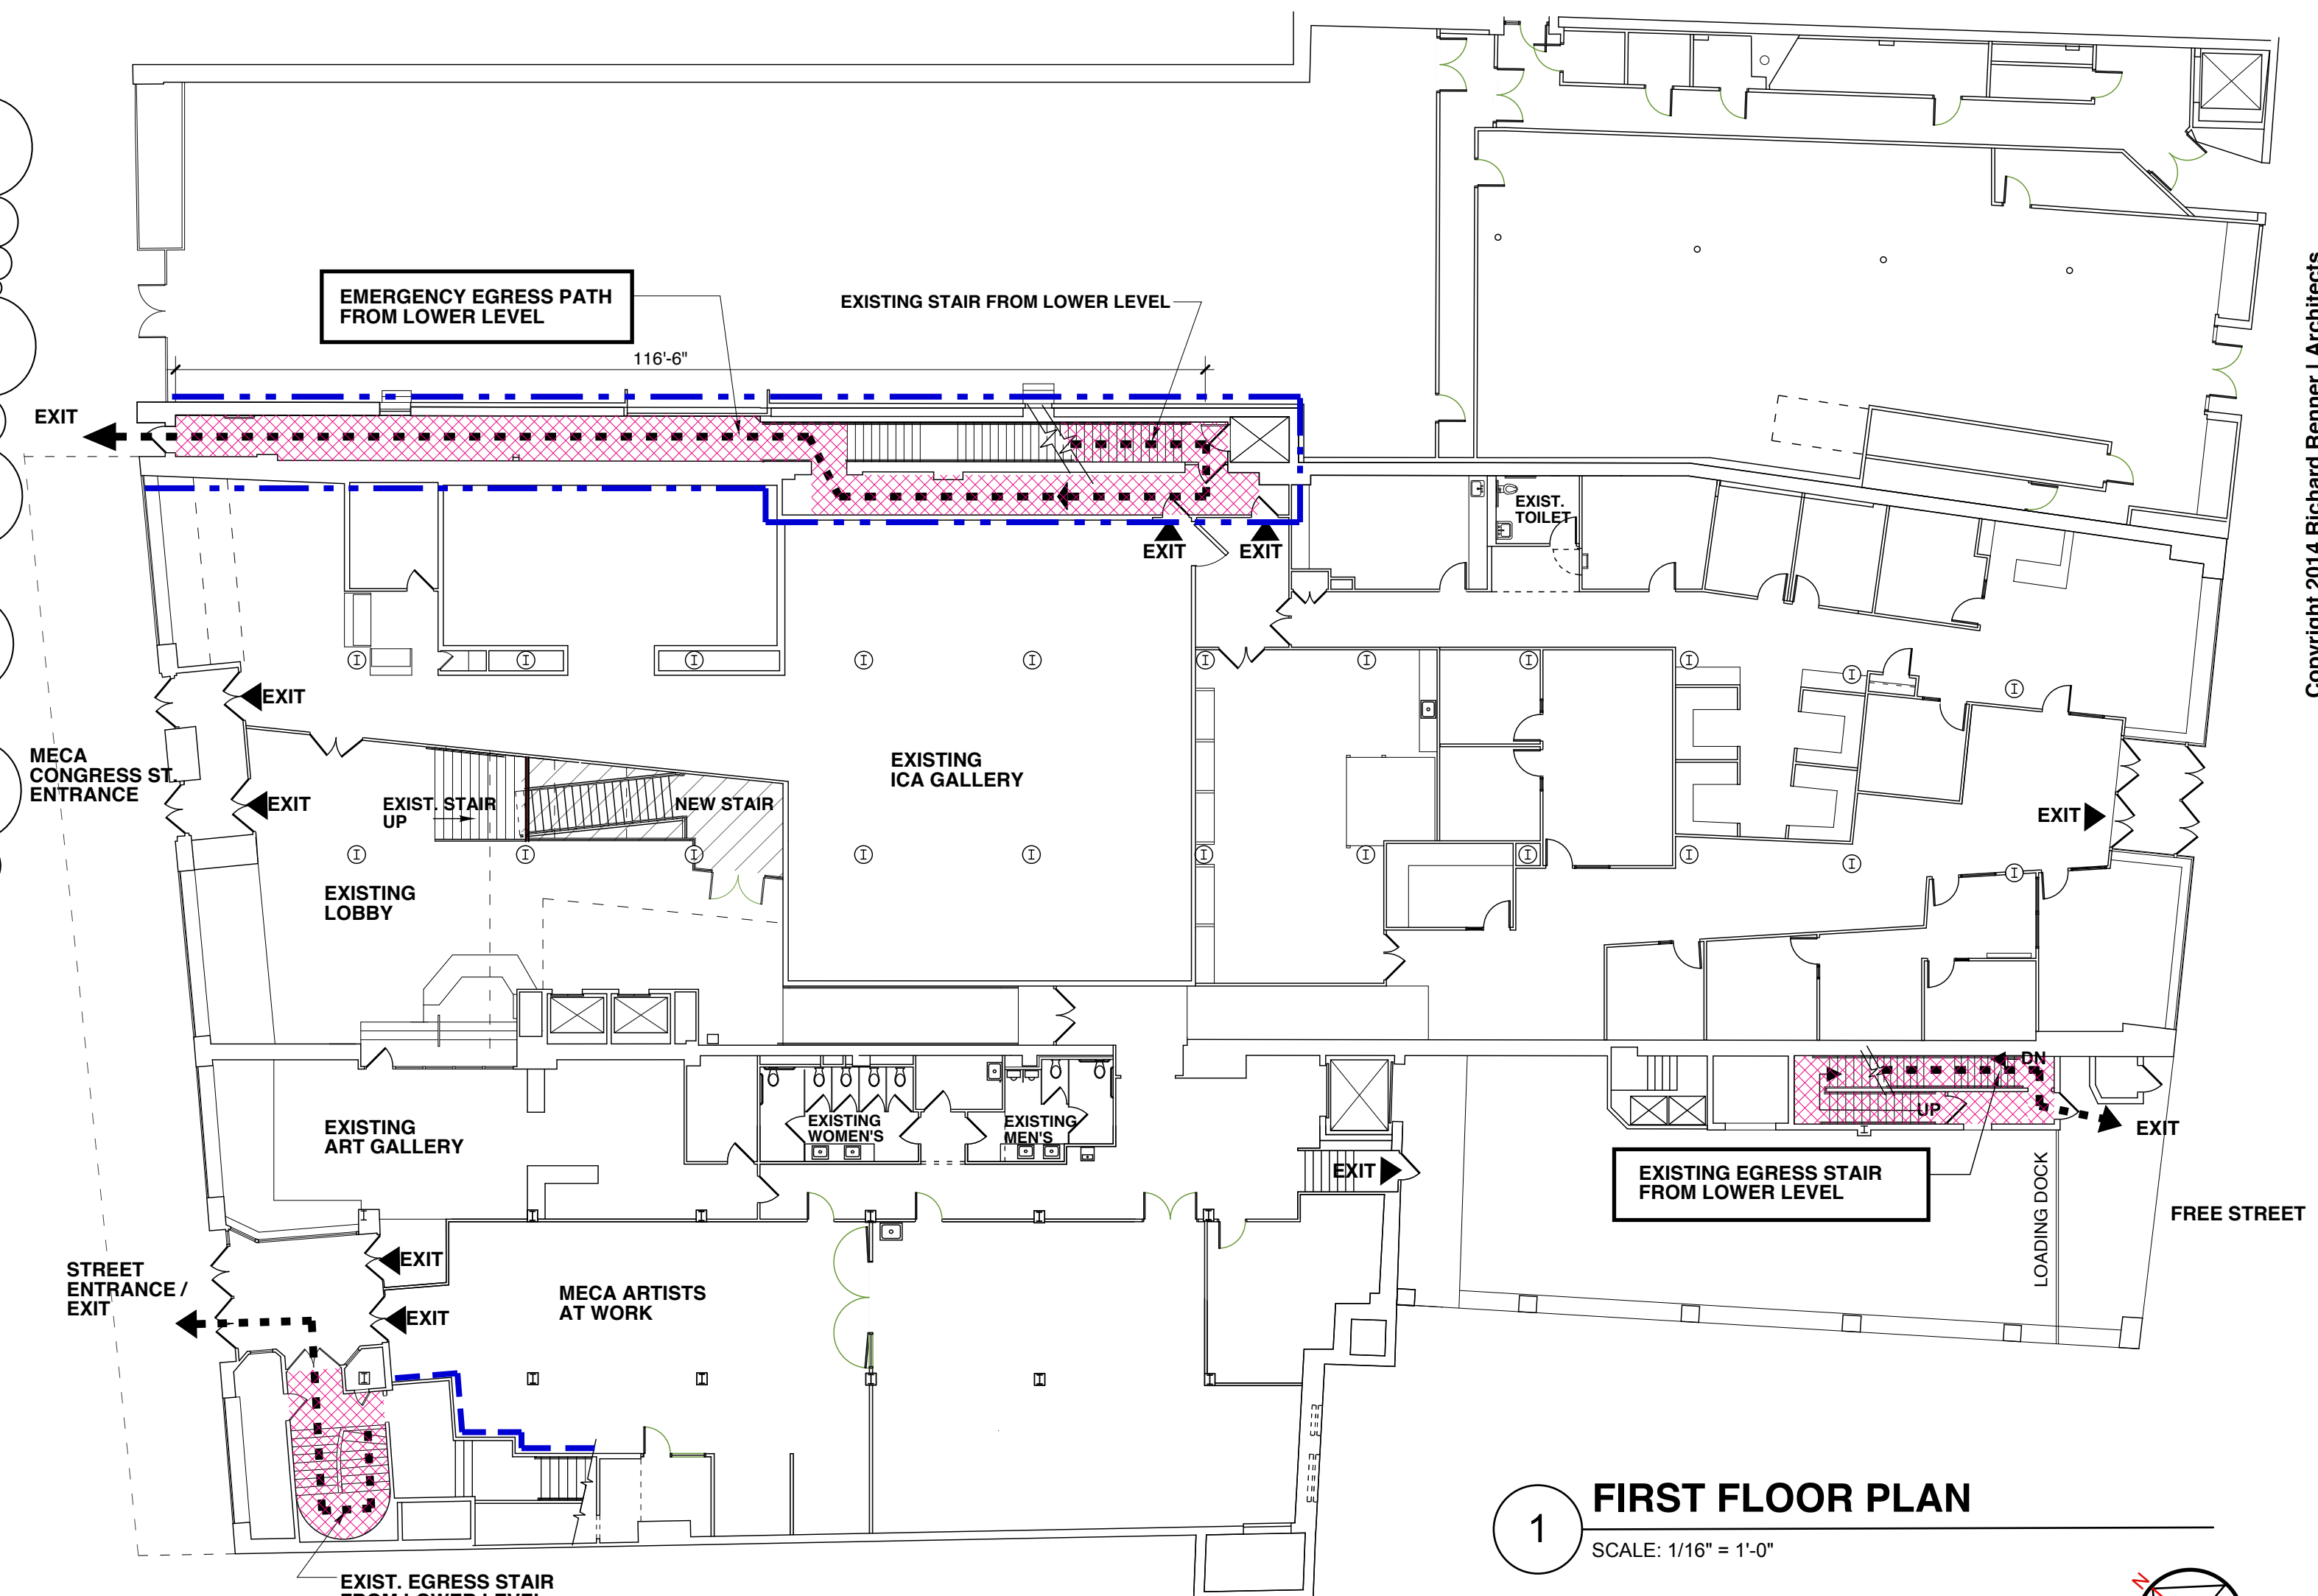 EMERGENCY EGRESS PATH
FROM LOWER LEVEL
EXISTING STAIR FROM LOWER LEVEL
116'-6"
EXIT
EXIT
EXIT
EXIST.
TOILET
EXIT
MECA
CONGRESS ST.
ENTRANCE
EXIT
EXIST. STAIR
UP
NEW STAIR
EXISTING
ICA GALLERY
EXIT
EXISTING
LOBBY
EXISTING
ART GALLERY
EXISTING
WOMEN'S
EXISTING
MEN'S
EXIT
DN
UP
EXIT
EXISTING EGRESS STAIR
FROM LOWER LEVEL
LOADING DOCK
FREE STREET
STREET
ENTRANCE /
EXIT
EXIT
EXIT
MECA ARTISTS
AT WORK
EXIST. EGRESS STAIR
FROM LOWER LEVEL
1
FIRST FLOOR PLAN
SCALE: 1/16" = 1'-0"
N
Copyright 2014 Richard Renner | Architects